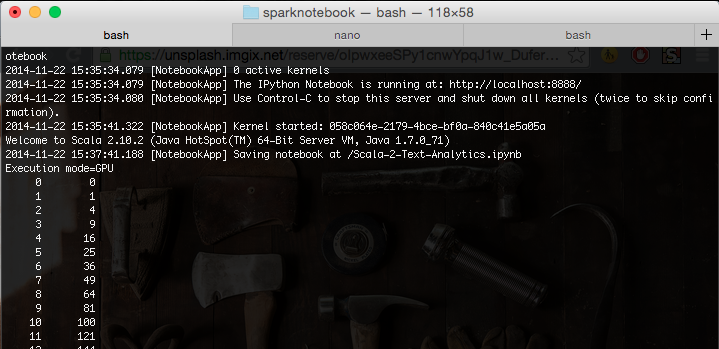 sparknotebook — bash — 118×58
bash
nano
bash
+
https://unsplash.imgix.net/reserve/
otebook
2014-11-22 15:35:34.079 [NotebookApp] 0 active kernels
2014-11-22 15:35:34.079 [NotebookApp] The IPython Notebook is running at: http://localhost:8888/
2014-11-22 15:35:34.080 [NotebookApp] Use Control-C to stop this server and shut down all kernels (twice to skip confi
rmation).
2014-11-22 15:35:41.322 [NotebookApp] Kernel started: 058c064e-2179-4bce-bf0a-840c41e5a05a
Welcome to Scala 2.10.2 (Java HotSpot(TM) 64-Bit Server VM, Java 1.7.0_71)
2014-11-22 15:37:41.188 [NotebookApp] Saving notebook at /Scala-2-Text-Analytics.ipynb
Execution mode=GPU
0 0
1 1
2 4
3 9
4 16
5 25
6 36
7 49
8 64
9 81
10 100
11 121